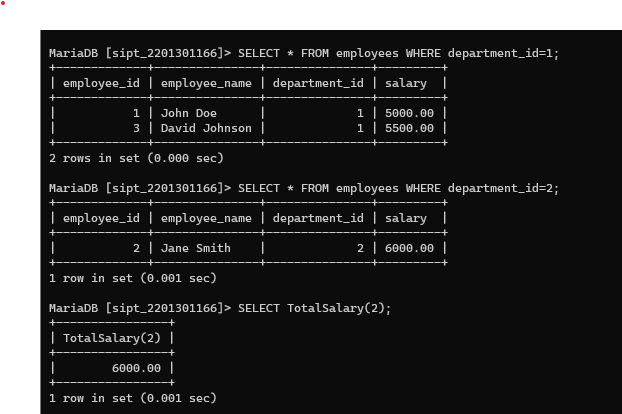 MariaDB [sipt_2201301166]> SELECT * FROM employees WHERE department_id=1;
+-------------+---------------+---------------+---------+
| employee_id | employee_name | department_id | salary  |
+-------------+---------------+---------------+---------+
|           1 | John Doe      |             1 | 5000.00 |
|           3 | David Johnson |             1 | 5500.00 |
+-------------+---------------+---------------+---------+
2 rows in set (0.000 sec)
MariaDB [sipt_2201301166]> SELECT * FROM employees WHERE department_id=2;
+-------------+---------------+---------------+---------+
| employee_id | employee_name | department_id | salary  |
+-------------+---------------+---------------+---------+
|           2 | Jane Smith    |             2 | 6000.00 |
+-------------+---------------+---------------+---------+
1 row in set (0.001 sec)
MariaDB [sipt_2201301166]> SELECT TotalSalary(2);
+----------------+
| TotalSalary(2) |
+----------------+
|        6000.00 |
+----------------+
1 row in set (0.001 sec)